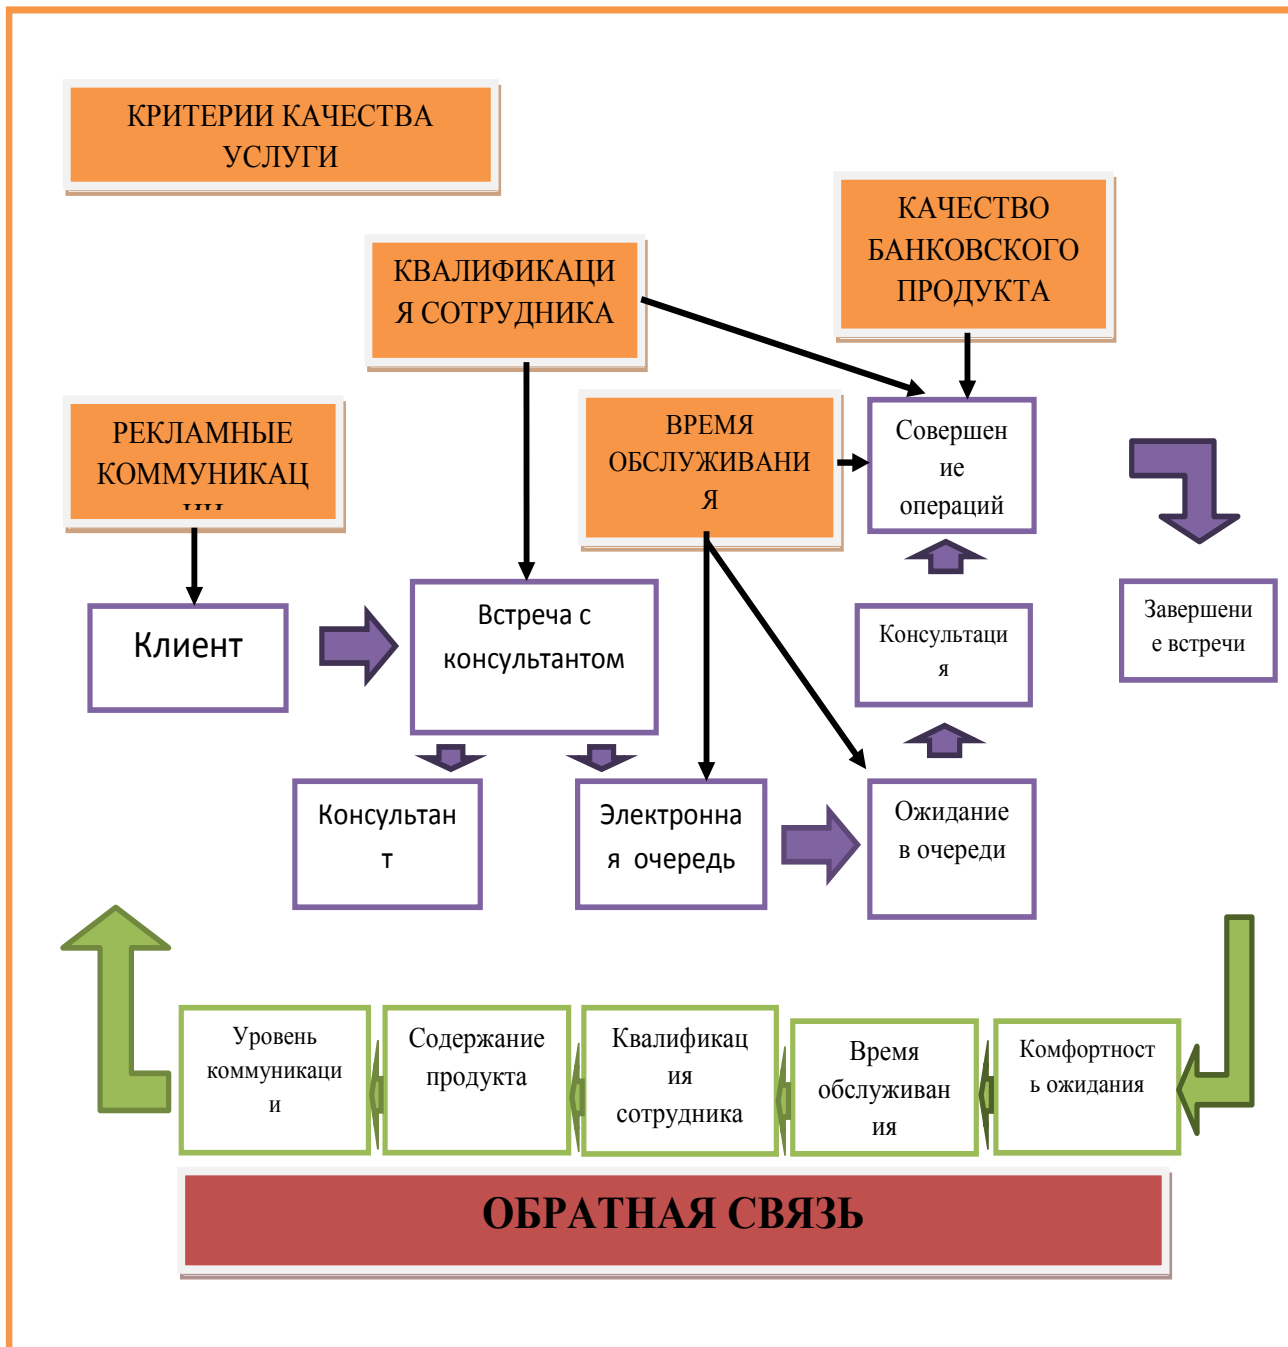 КРИТЕРИИ КАЧЕСТВА
УСЛУГИ
КАЧЕСТВО
БАНКОВСКОГО
ПРОДУКТА
КВАЛИФИКАЦИ
Я СОТРУДНИКА
РЕКЛАМНЫЕ
КОММУНИКАЦ
ИИ
ВРЕМЯ
ОБСЛУЖИВАНИ
Я
Совершен
ие
операций
Клиент
Встреча с
консультантом
Консультаци
я
Завершени
е встречи
Консультан
т
Электронна
я очередь
Ожидание
в очереди
Уровень
коммуникаци
и
Содержание
продукта
Квалификац
ия
сотрудника
Время
обслуживан
ия
Комфортност
ь ожидания
ОБРАТНАЯ СВЯЗЬ